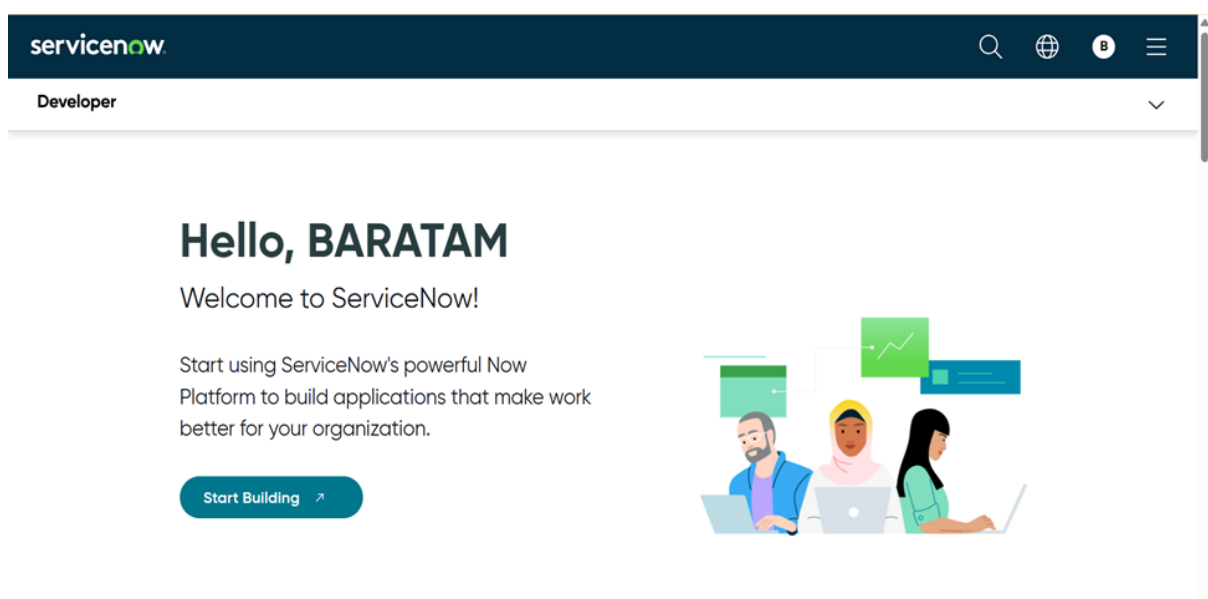 servicenow
B
Developer
Hello, BARATAM
Welcome to ServiceNow!
Start using ServiceNow's powerful Now
Platform to build applications that make work
better for your organization.
Start Building